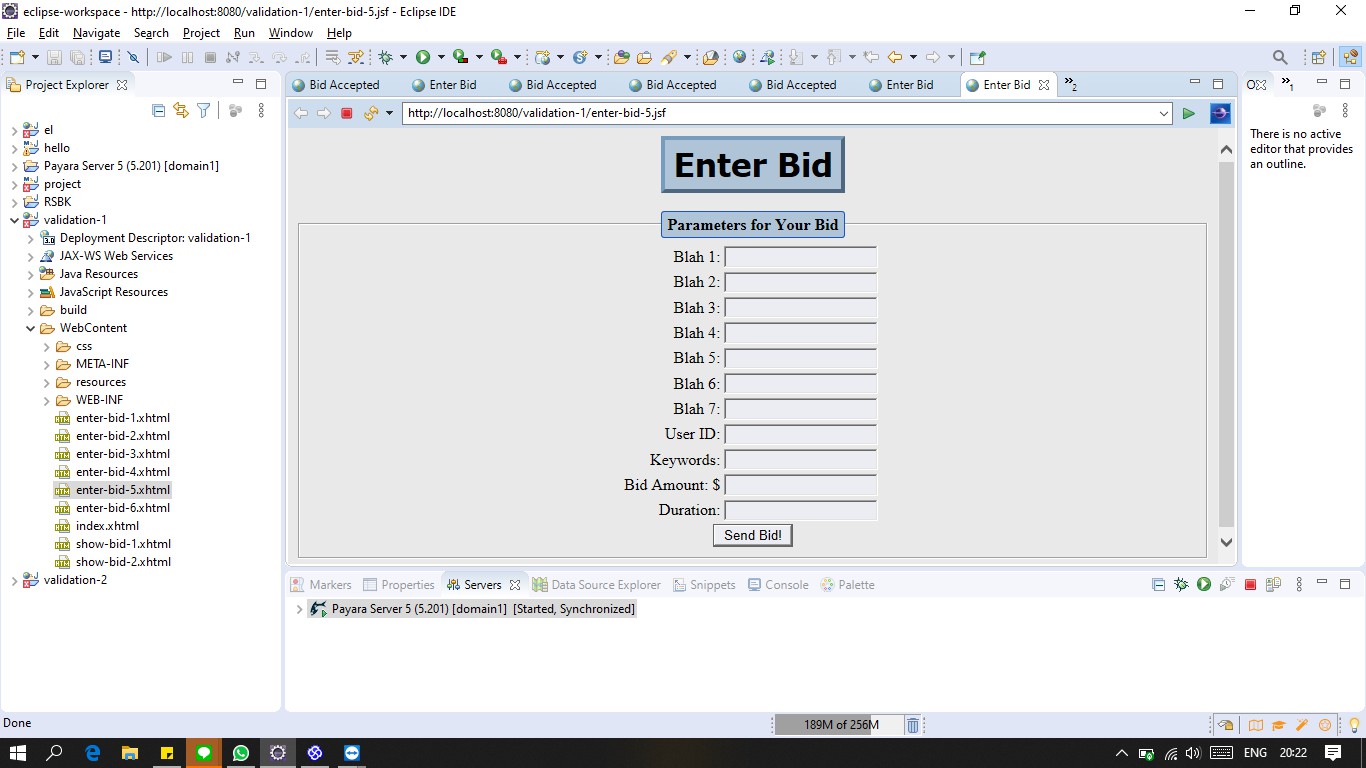 eclipse-workspace - http://localhost:8080/validation-1/enter-bid-5.jsf - Eclipse IDE
File Edit Navigate Search Project Run Window Help
Project Explorer
Bid Accepted Enter Bid Bid Accepted Bid Accepted Bid Accepted Enter Bid Enter Bid »2
»1
http://localhost:8080/validation-1/enter-bid-5.jsf
el
hello
Payara Server 5 (5.201) [domain1]
project
RSBK
validation-1
Deployment Descriptor: validation-1
JAX-WS Web Services
Java Resources
JavaScript Resources
build
WebContent
css
META-INF
resources
WEB-INF
enter-bid-1.xhtml
enter-bid-2.xhtml
enter-bid-3.xhtml
enter-bid-4.xhtml
enter-bid-5.xhtml
enter-bid-6.xhtml
index.xhtml
show-bid-1.xhtml
show-bid-2.xhtml
validation-2
Enter Bid
Parameters for Your Bid
Blah 1:
Blah 2:
Blah 3:
Blah 4:
Blah 5:
Blah 6:
Blah 7:
User ID:
Keywords:
Bid Amount: $
Duration:
Send Bid!
There is no active
editor that provides
an outline.
Markers Properties Servers Data Source Explorer Snippets Console Palette
Payara Server 5 (5.201) [domain1] [Started, Synchronized]
Done
189M of 256M
ENG 20:22